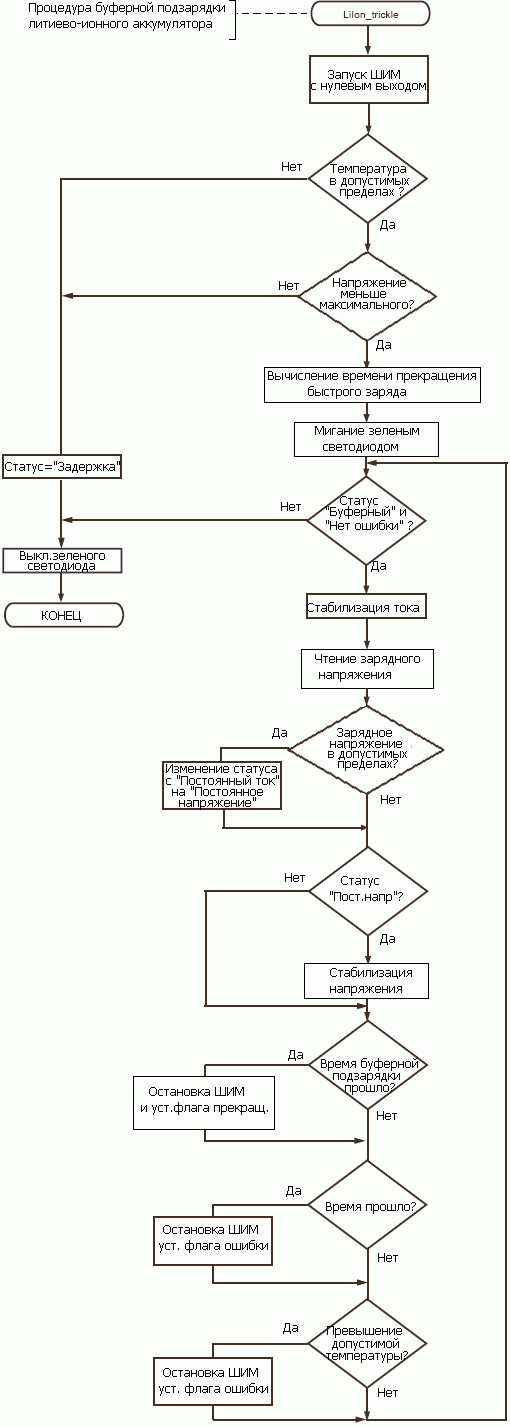 Процедура буферной подзарядки
литиево-ионного аккумулятора
LiIon_trickle
Запуск ШИМ
с нулевым выходом
Температура
в допустимых
пределах ?
Нет
Да
Напряжение
меньше
максимального?
Нет
Да
Вычисление времени прекращения
быстрого заряда
Мигание зеленым
светодиодом
Статус="Задержка"
Статус
"Буферный" и
"Нет ошибки" ?
Нет
Да
Выкл.зеленого
светодиода
КОНЕЦ
Стабилизация тока
Чтение зарядного
напряжения
Зарядное
напряжение
в допустимых
пределах?
Да
Нет
Изменение статуса
с "Постоянный ток"
на "Постоянное
напряжение"
Статус
"Пост.напр"?
Нет
Да
Стабилизация
напряжения
Время буферной
подзарядки
прошло?
Да
Нет
Остановка ШИМ
и уст.флага прекращ.
Время прошло?
Да
Нет
Остановка ШИМ
уст. флага ошибки
Превышение
допустимой
температуры?
Да
Нет
Остановка ШИМ
уст. флага ошибки